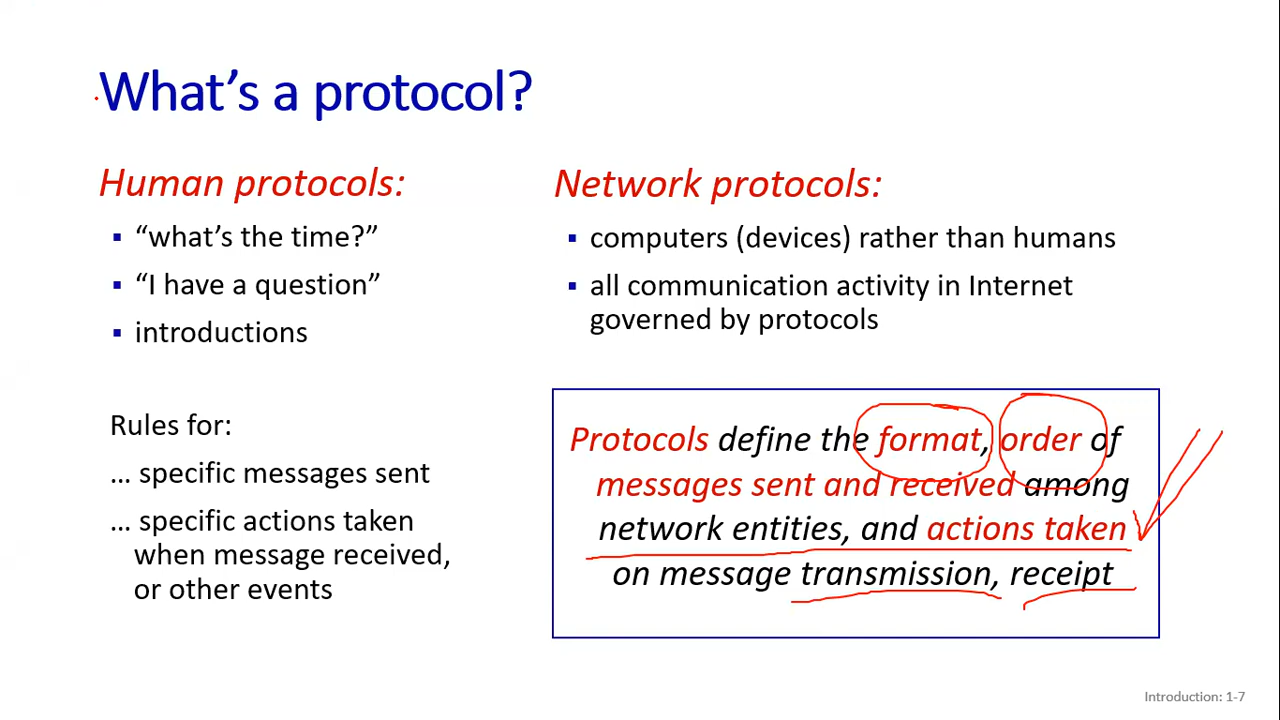 What’s a protocol?
Human protocols:
▪ “what’s the time?”
▪ “I have a question”
▪ introductions
Rules for:
… specific messages sent
… specific actions taken
when message received,
or other events
Network protocols:
▪ computers (devices) rather than humans
▪ all communication activity in Internet
governed by protocols
Protocols define the format, order of
messages sent and received among
network entities, and actions taken
on message transmission, receipt
Introduction: 1-7